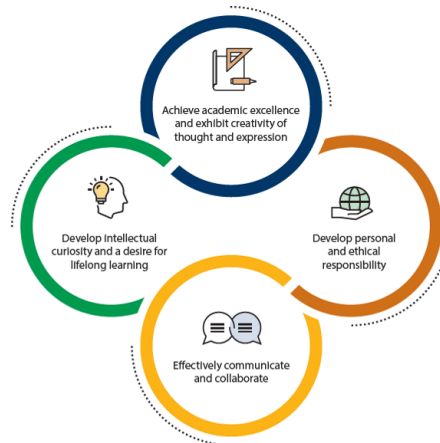 Achieve academic excellence
and exhibit creativity of
thought and expression
Develop intellectual
curiosity and a desire for
lifelong learning
Develop personal
and ethical
responsibility
Effectively communicate
and collaborate